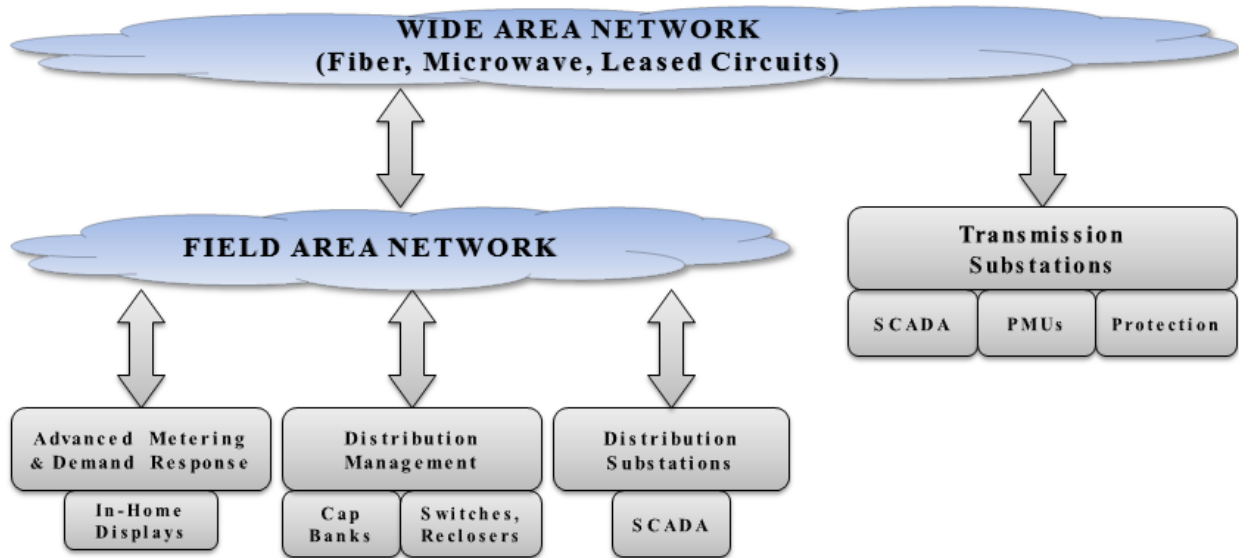 WIDE AREA NETWORK
(Fiber, Microwave, Leased Circuits)
FIELD AREA NETWORK
Transmission
Substations
SCADA
PMUs
Protection
Advanced Metering
& Demand Response
In-Home
Displays
Distribution
Management
Cap
Banks
Switches,
Reclosers
Distribution
Substations
SCADA